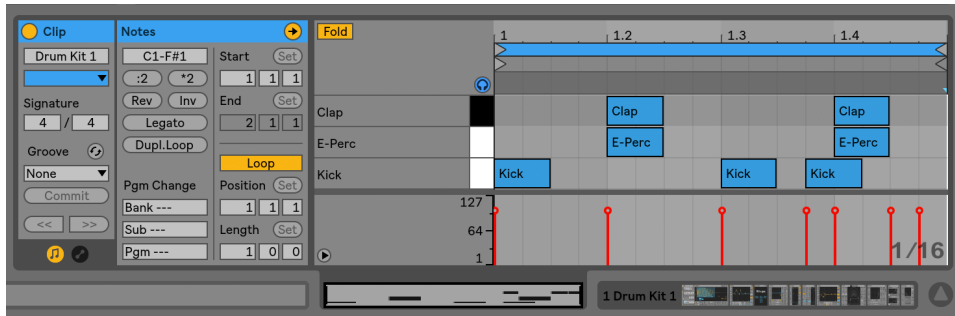 Clip
Drum Kit 1
Signature
4 / 4
Groove
None
Commit
<< >>
Notes
C1-F#1
:2 *2
Rev Inv
Legato
Dupl.Loop
Pgm Change
Bank ---
Sub ---
Pgm ---
Start Set
1 1 1
End Set
2 1 1
Loop
Position Set
1 1 1
Length Set
1 0 0
Fold
1 1.2 1.3 1.4
Clap Clap Clap
E-Perc E-Perc E-Perc
Kick Kick Kick Kick
127
64
1
1/16
1 Drum Kit 1